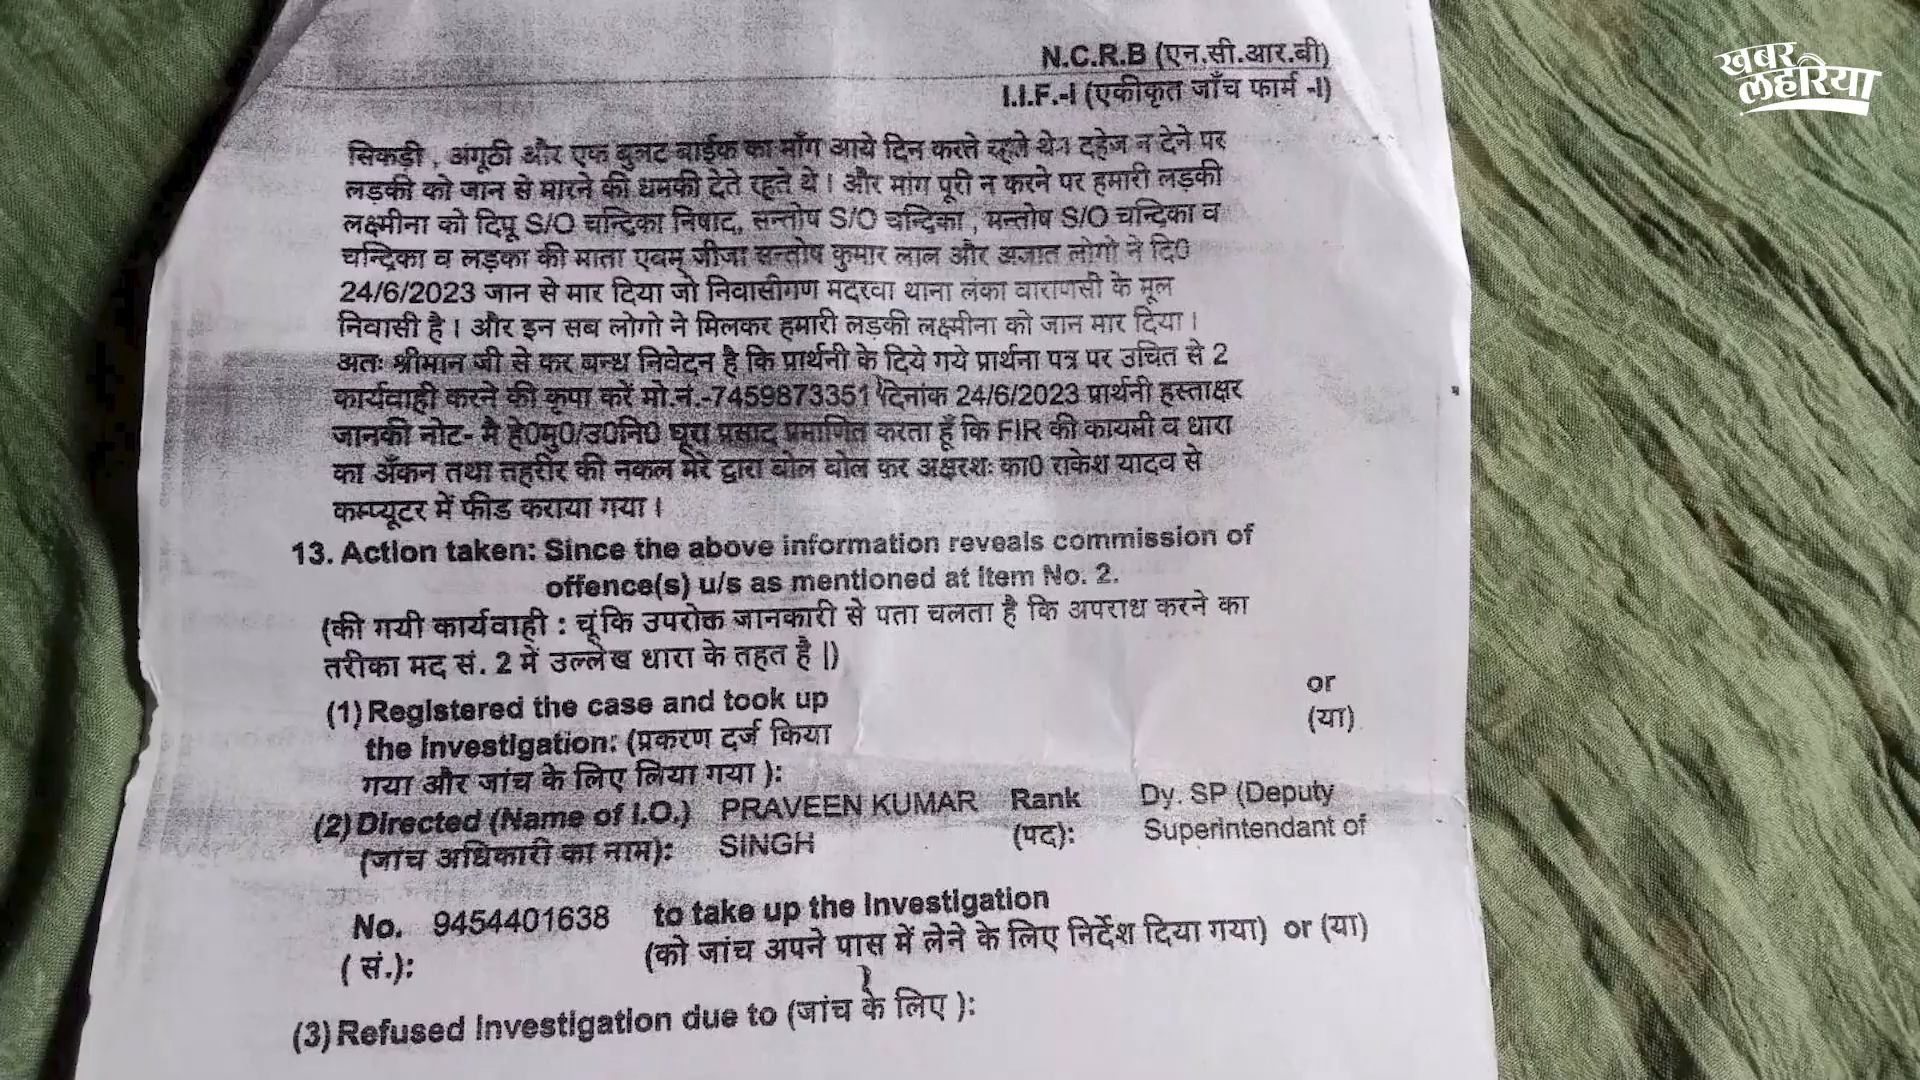 खबर
लहरिया
N.C.R.B (एन.सी.आर.बी)
I.I.F.-I (एकीकृत जाँच फार्म -I)
सिकड़ी , अंगूठी और एक बुलट बाईक का माँग आये दिन करते रहते थे। दहेज न देने पर
लड़की को जान से मारने की धमकी देते रहते थे । और मांग पूरी न करने पर हमारी लड़की
लक्ष्मीना को दिपू S/O चन्द्रिका निषाद, सन्तोष S/O चन्द्रिका , मन्तोष S/O चन्द्रिका व
चन्द्रिका व लड़का की माता एवम् जीजा सन्तोष कुमार लाल और अज्ञात लोगो ने दि0
24/6/2023 जान से मार दिया जो निवासीगण मदरवा थाना लंका वाराणसी के मूल
निवासी है । और इन सब लोगो ने मिलकर हमारी लड़की लक्ष्मीना को जान मार दिया ।
अतः श्रीमान जी से कर बन्ध निवेदन है कि प्रार्थनी के दिये गये प्रार्थना पत्र पर उचित से 2
कार्यवाही करने की कृपा करें मो.नं.-7459873351 दिनांक 24/6/2023 प्रार्थनी हस्ताक्षर
जानकी नोट- मै हे0मु0/उ0नि0 घूरा प्रसाद प्रमाणित करता हूँ कि FIR की कायमी व धारा
का अँकन तथा तहरीर की नकल मेरे द्वारा बोल बोल कर अक्षरशः का0 राकेश यादव से
कम्प्यूटर में फीड कराया गया ।
13. Action taken: Since the above information reveals commission of
offence(s) u/s as mentioned at Item No. 2.
(की गयी कार्यवाही : चूंकि उपरोक्त जानकारी से पता चलता है कि अपराध करने का
तरीका मद सं. 2 में उल्लेख धारा के तहत है |)
(1) Registered the case and took up
the Investigation: (प्रकरण दर्ज किया
गया और जांच के लिए लिया गया ):
or
(या)
(2) Directed (Name of I.O.) PRAVEEN KUMAR Rank Dy. SP (Deputy
(जांच अधिकारी का नाम): SINGH (पद): Superintendant of
No. 9454401638 to take up the Investigation
( सं.): (को जांच अपने पास में लेने के लिए निर्देश दिया गया) or (या)
(3) Refused Investigation due to (जांच के लिए ):